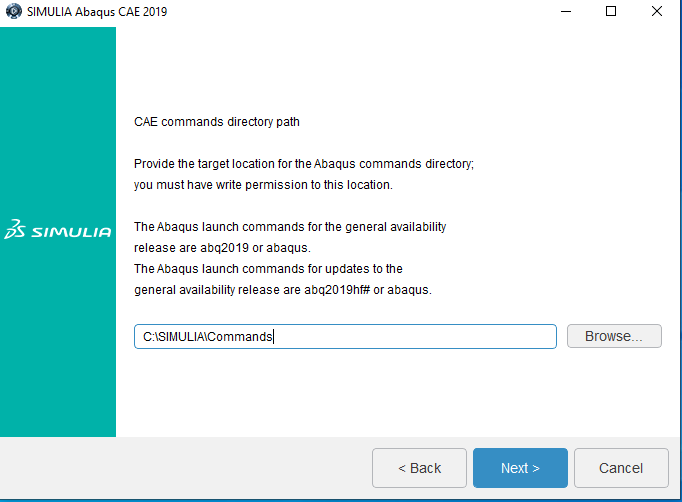 SIMULIA Abaqus CAE 2019
CAE commands directory path
Provide the target location for the Abaqus commands directory;
you must have write permission to this location.
The Abaqus launch commands for the general availability
release are abq2019 or abaqus.
The Abaqus launch commands for updates to the
general availability release are abq2019hf# or abaqus.
SIMULIA
C:\SIMULIA\Commands
Browse...
< Back
Next >
Cancel